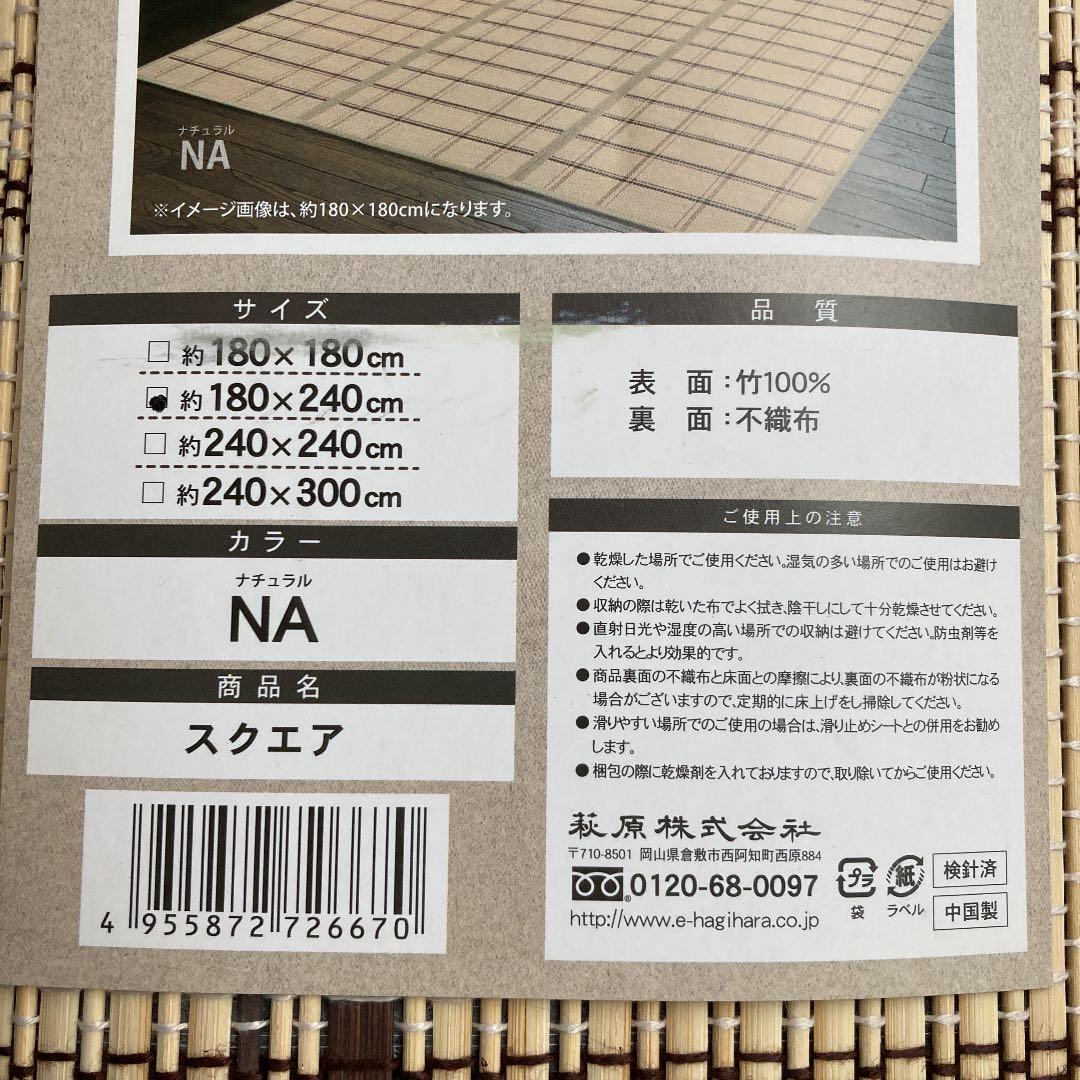 ナチュラル
NA
※イメージ画像は、約180×180cmになります。
サイズ
約180×180cm
約180×240cm
約240×240cm
約240×300cm
カラー
ナチュラル
NA
商品名
スクエア
4 955872 726670
品質
表 面:竹100%
裏 面:不織布
ご使用上の注意
●乾燥した場所でご使用ください。湿気の多い場所でのご使用はお避け
ください。
●収納の際は乾いた布でよく拭き、陰干しにして十分乾燥させてください。
●直射日光や湿度の高い場所での収納は避けてください。防虫剤等を
入れるとより効果的です。
●商品裏面の不織布と床面との摩擦により、裏面の不織布が粉状になる
場合がございますので、定期的に床上げをし掃除してください。
●滑りやすい場所でのご使用の場合は、滑り止めシートとの併用をお勧め
します。
●梱包の際に乾燥剤を入れておりますので、取り除いてからご使用ください。
萩原株式会社
〒710-8501 岡山県倉敷市西阿知町西原884
0120-68-0097
http://www.e-hagihara.co.jp
プラ
袋
紙
ラベル
検針済
中国製